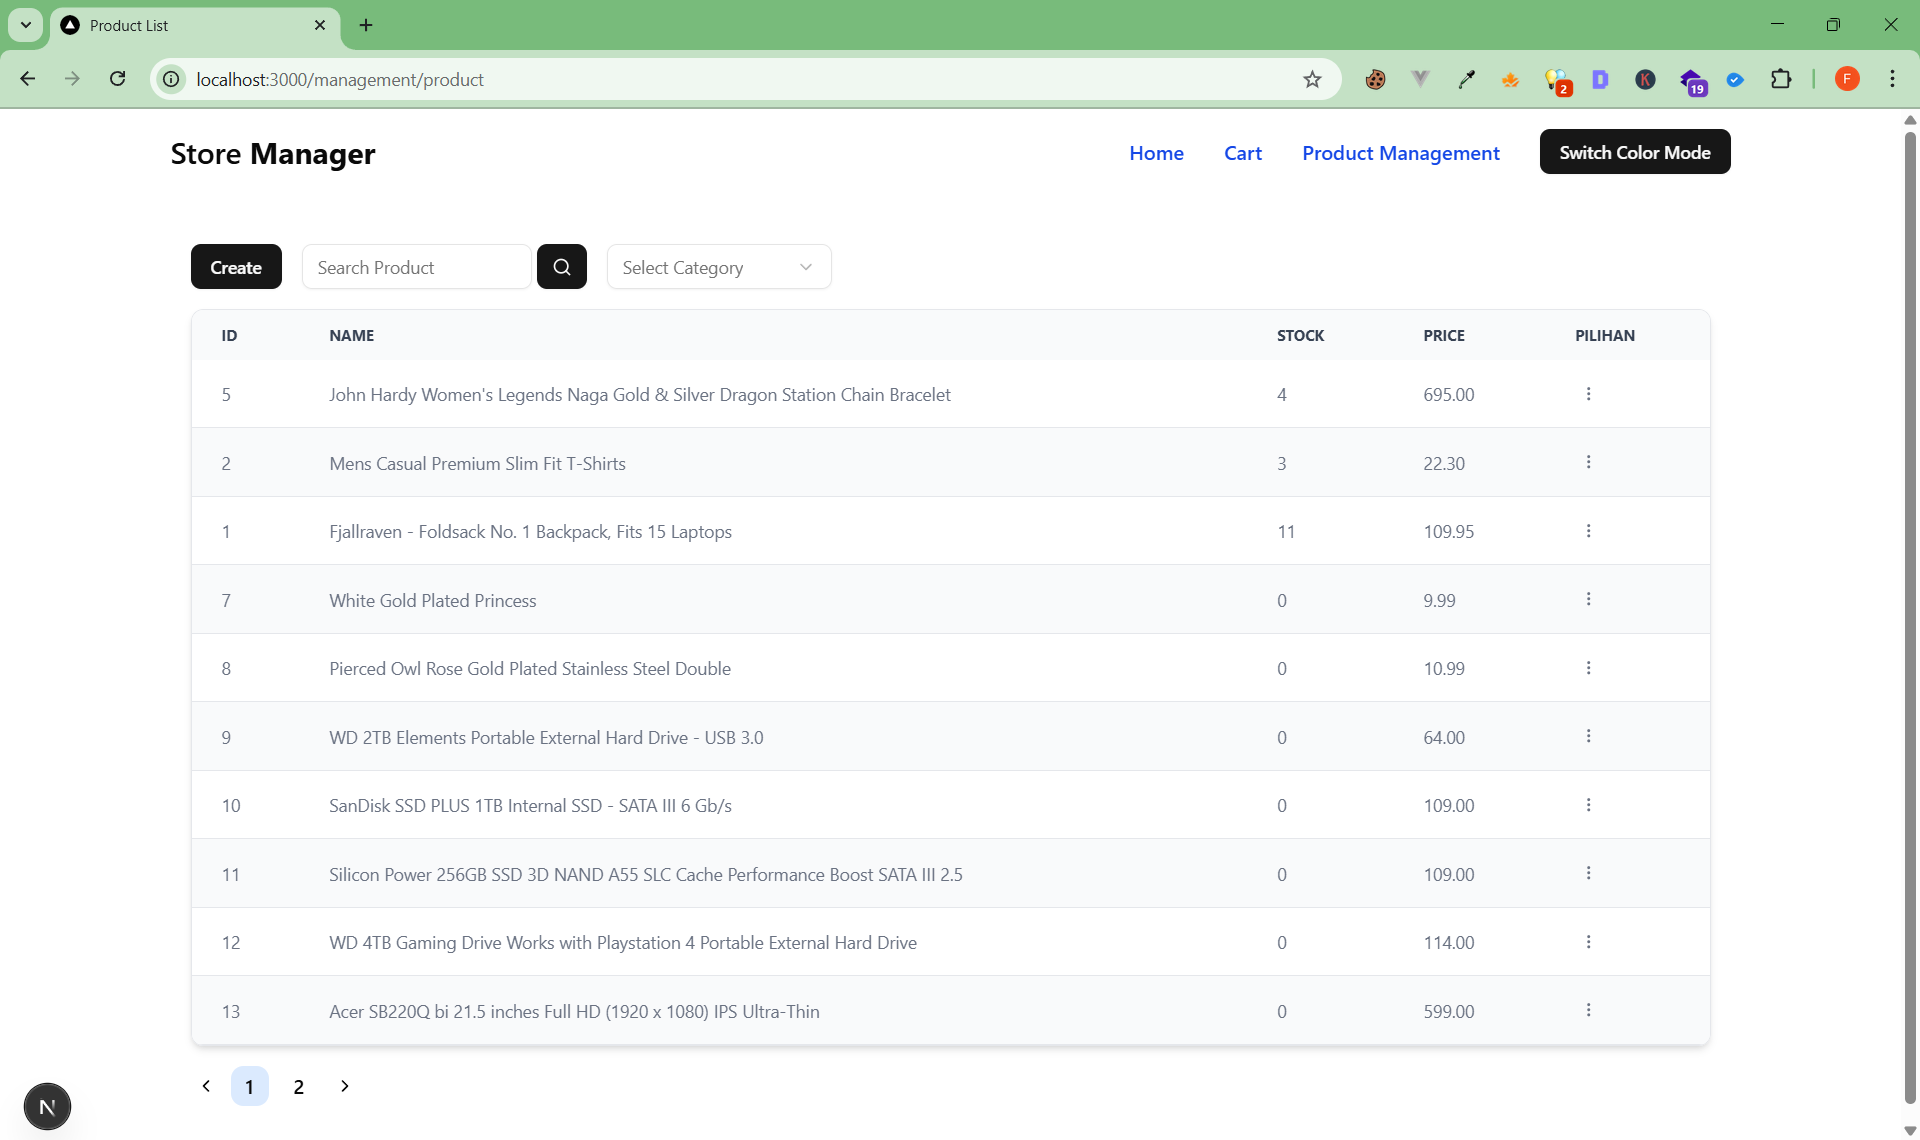 Product List
localhost:3000/management/product
2
19
F
Store Manager
Home Cart Product Management Switch Color Mode
Create Search Product Select Category
ID NAME STOCK PRICE PILIHAN
5 John Hardy Women's Legends Naga Gold & Silver Dragon Station Chain Bracelet 4 695.00
2 Mens Casual Premium Slim Fit T-Shirts 3 22.30
1 Fjallraven - Foldsack No. 1 Backpack, Fits 15 Laptops 11 109.95
7 White Gold Plated Princess 0 9.99
8 Pierced Owl Rose Gold Plated Stainless Steel Double 0 10.99
9 WD 2TB Elements Portable External Hard Drive - USB 3.0 0 64.00
10 SanDisk SSD PLUS 1TB Internal SSD - SATA III 6 Gb/s 0 109.00
11 Silicon Power 256GB SSD 3D NAND A55 SLC Cache Performance Boost SATA III 2.5 0 109.00
12 WD 4TB Gaming Drive Works with Playstation 4 Portable External Hard Drive 0 114.00
13 Acer SB220Q bi 21.5 inches Full HD (1920 x 1080) IPS Ultra-Thin 0 599.00
1 2
N